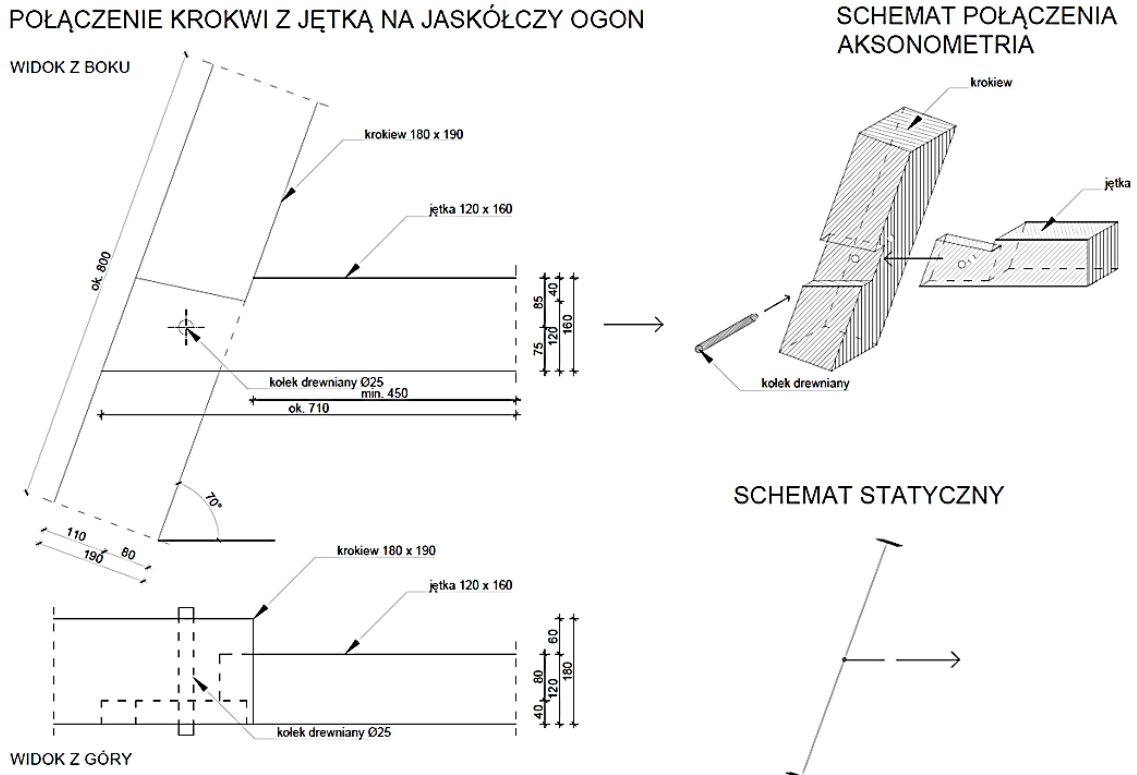 POŁĄCZENIE KROKWI Z JĘTKĄ NA JASKÓŁCZY OGON
WIDOK Z BOKU
krokiew 180 x 190
jętka 120 x 160
ok. 800
85
40
75
120
160
kołek drewniany Ø25
min. 450
ok. 710
70°
110
80
190
krokiew 180 x 190
jętka 120 x 160
60
80
40
120
180
kołek drewniany Ø25
WIDOK Z GÓRY
SCHEMAT POŁĄCZENIA
AKSONOMETRIA
krokiew
jętka
kołek drewniany
SCHEMAT STATYCZNY